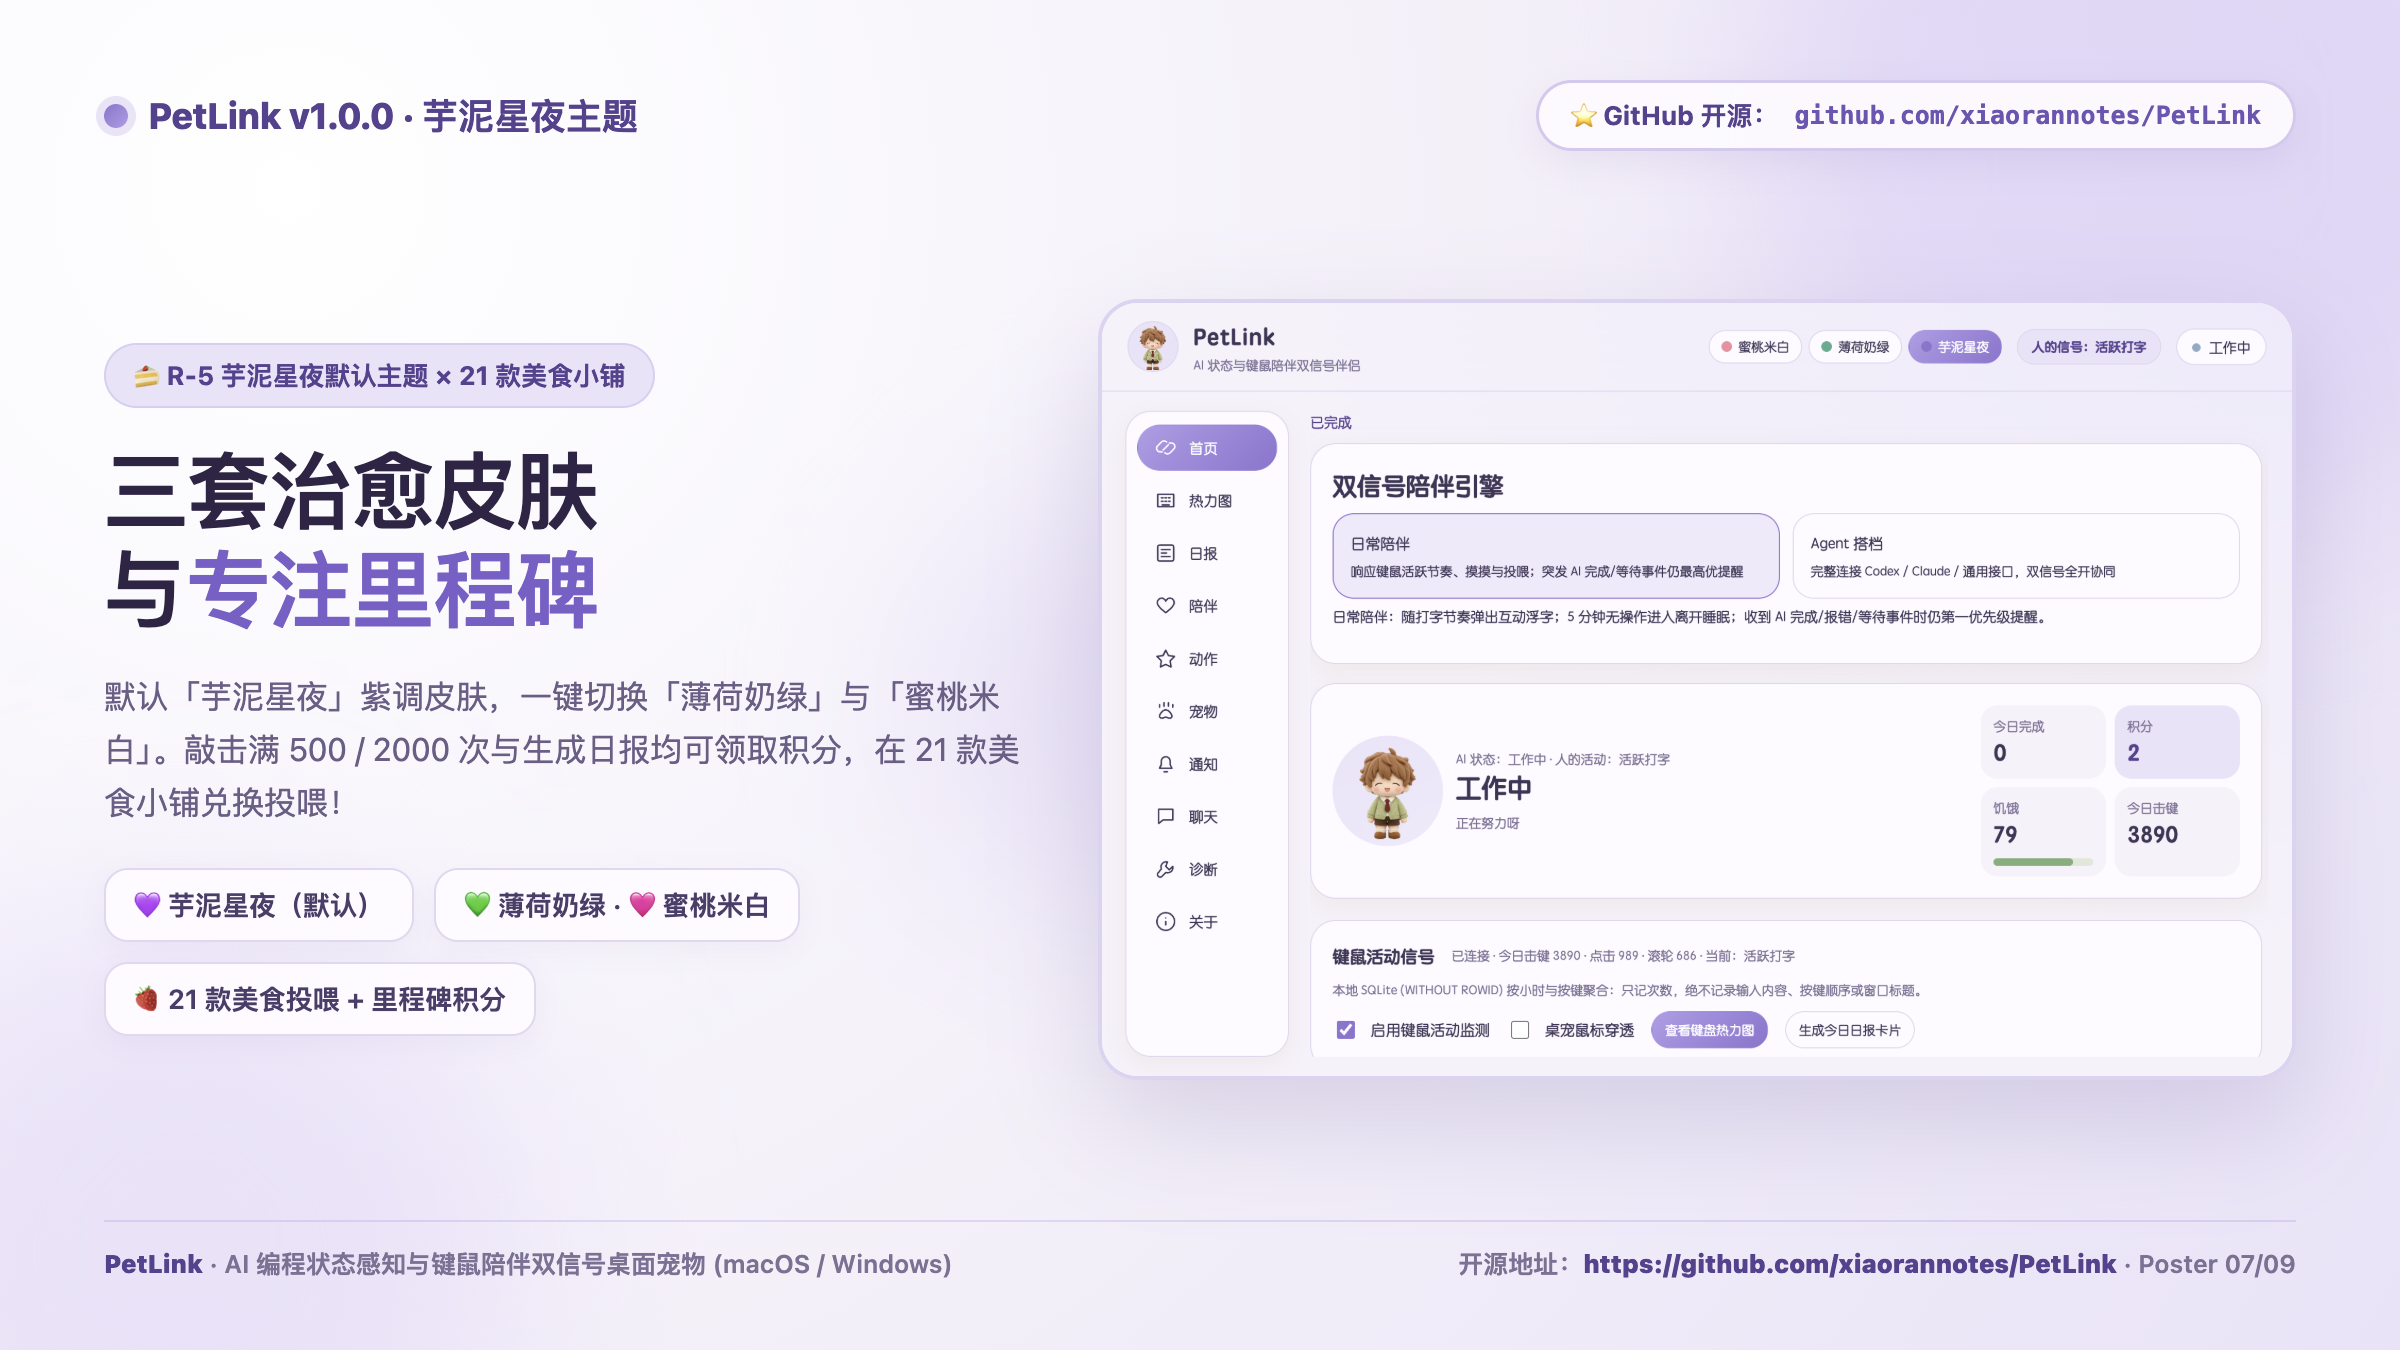 PetLink v1.0.0 · 芋泥星夜主题
⭐ GitHub 开源： github.com/xiaorannotes/PetLink
🍰 R-5 芋泥星夜默认主题 × 21 款美食小铺
三套治愈皮肤
与专注里程碑
默认「芋泥星夜」紫调皮肤，一键切换「薄荷奶绿」与「蜜桃米
白」。敲击满 500 / 2000 次与生成日报均可领取积分，在 21 款美
食小铺兑换投喂！
💜 芋泥星夜（默认）
💚 薄荷奶绿 · 💗 蜜桃米白
🍓 21 款美食投喂 + 里程碑积分
PetLink
AI 状态与键鼠陪伴双信号伴侣
蜜桃米白
薄荷奶绿
芋泥星夜
人的信号：活跃打字
工作中
首页
热力图
日报
陪伴
动作
宠物
通知
聊天
诊断
关于
已完成
双信号陪伴引擎
日常陪伴
响应键鼠活跃节奏、摸摸与投喂；突发 AI 完成/等待事件仍最高优提醒
Agent 搭档
完整连接 Codex / Claude / 通用接口，双信号全开协同
日常陪伴：随打字节奏弹出互动浮字；5 分钟无操作进入离开睡眠；收到 AI 完成/报错/等待事件时仍第一优先级提醒。
AI 状态：工作中 · 人的活动：活跃打字
工作中
正在努力呀
今日完成
0
积分
2
饥饿
79
今日击键
3890
键鼠活动信号
已连接 · 今日击键 3890 · 点击 989 · 滚轮 686 · 当前：活跃打字
本地 SQLite (WITHOUT ROWID) 按小时与按键聚合：只记次数，绝不记录输入内容、按键顺序或窗口标题。
启用键鼠活动监测
桌宠鼠标穿透
查看键盘热力图
生成今日日报卡片
PetLink · AI 编程状态感知与键鼠陪伴双信号桌面宠物 (macOS / Windows)
开源地址：https://github.com/xiaorannotes/PetLink · Poster 07/09